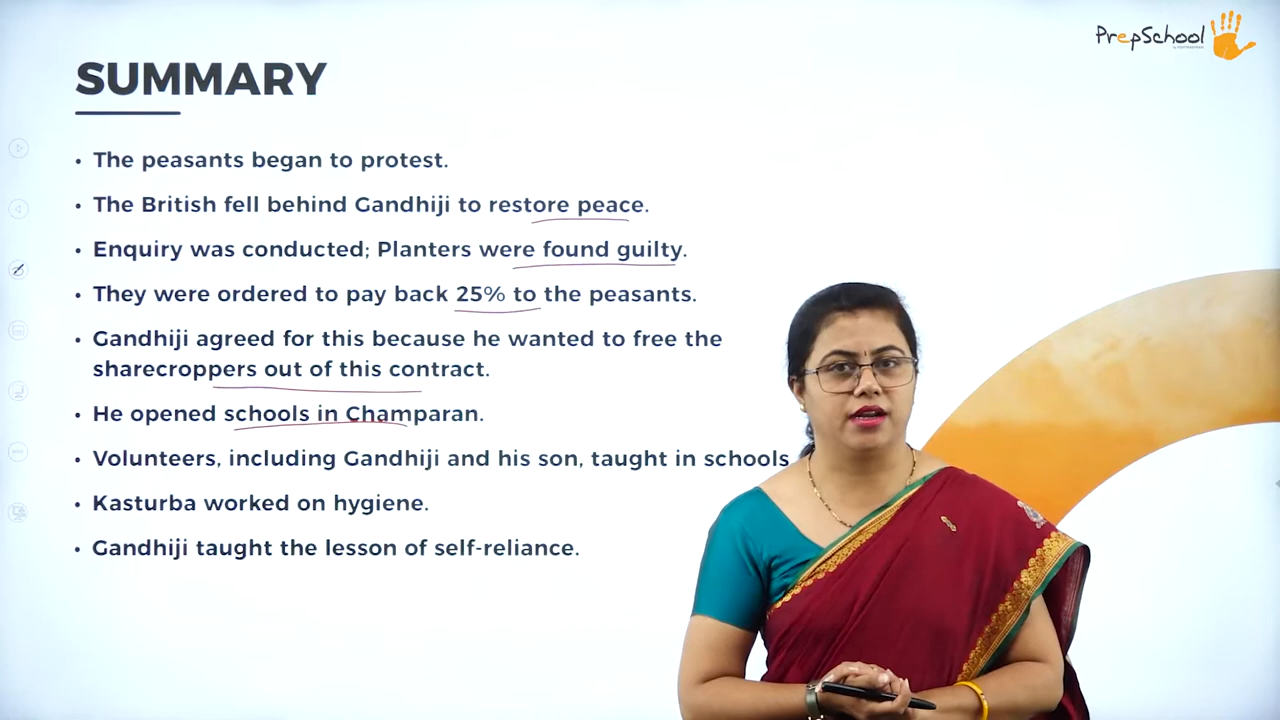 PrepSchool
SUMMARY
• The peasants began to protest.
• The British fell behind Gandhiji to restore peace.
• Enquiry was conducted; Planters were found guilty.
• They were ordered to pay back 25% to the peasants.
• Gandhiji agreed for this because he wanted to free the
sharecroppers out of this contract.
• He opened schools in Champaran.
• Volunteers, including Gandhiji and his son, taught in schools
• Kasturba worked on hygiene.
• Gandhiji taught the lesson of self-reliance.